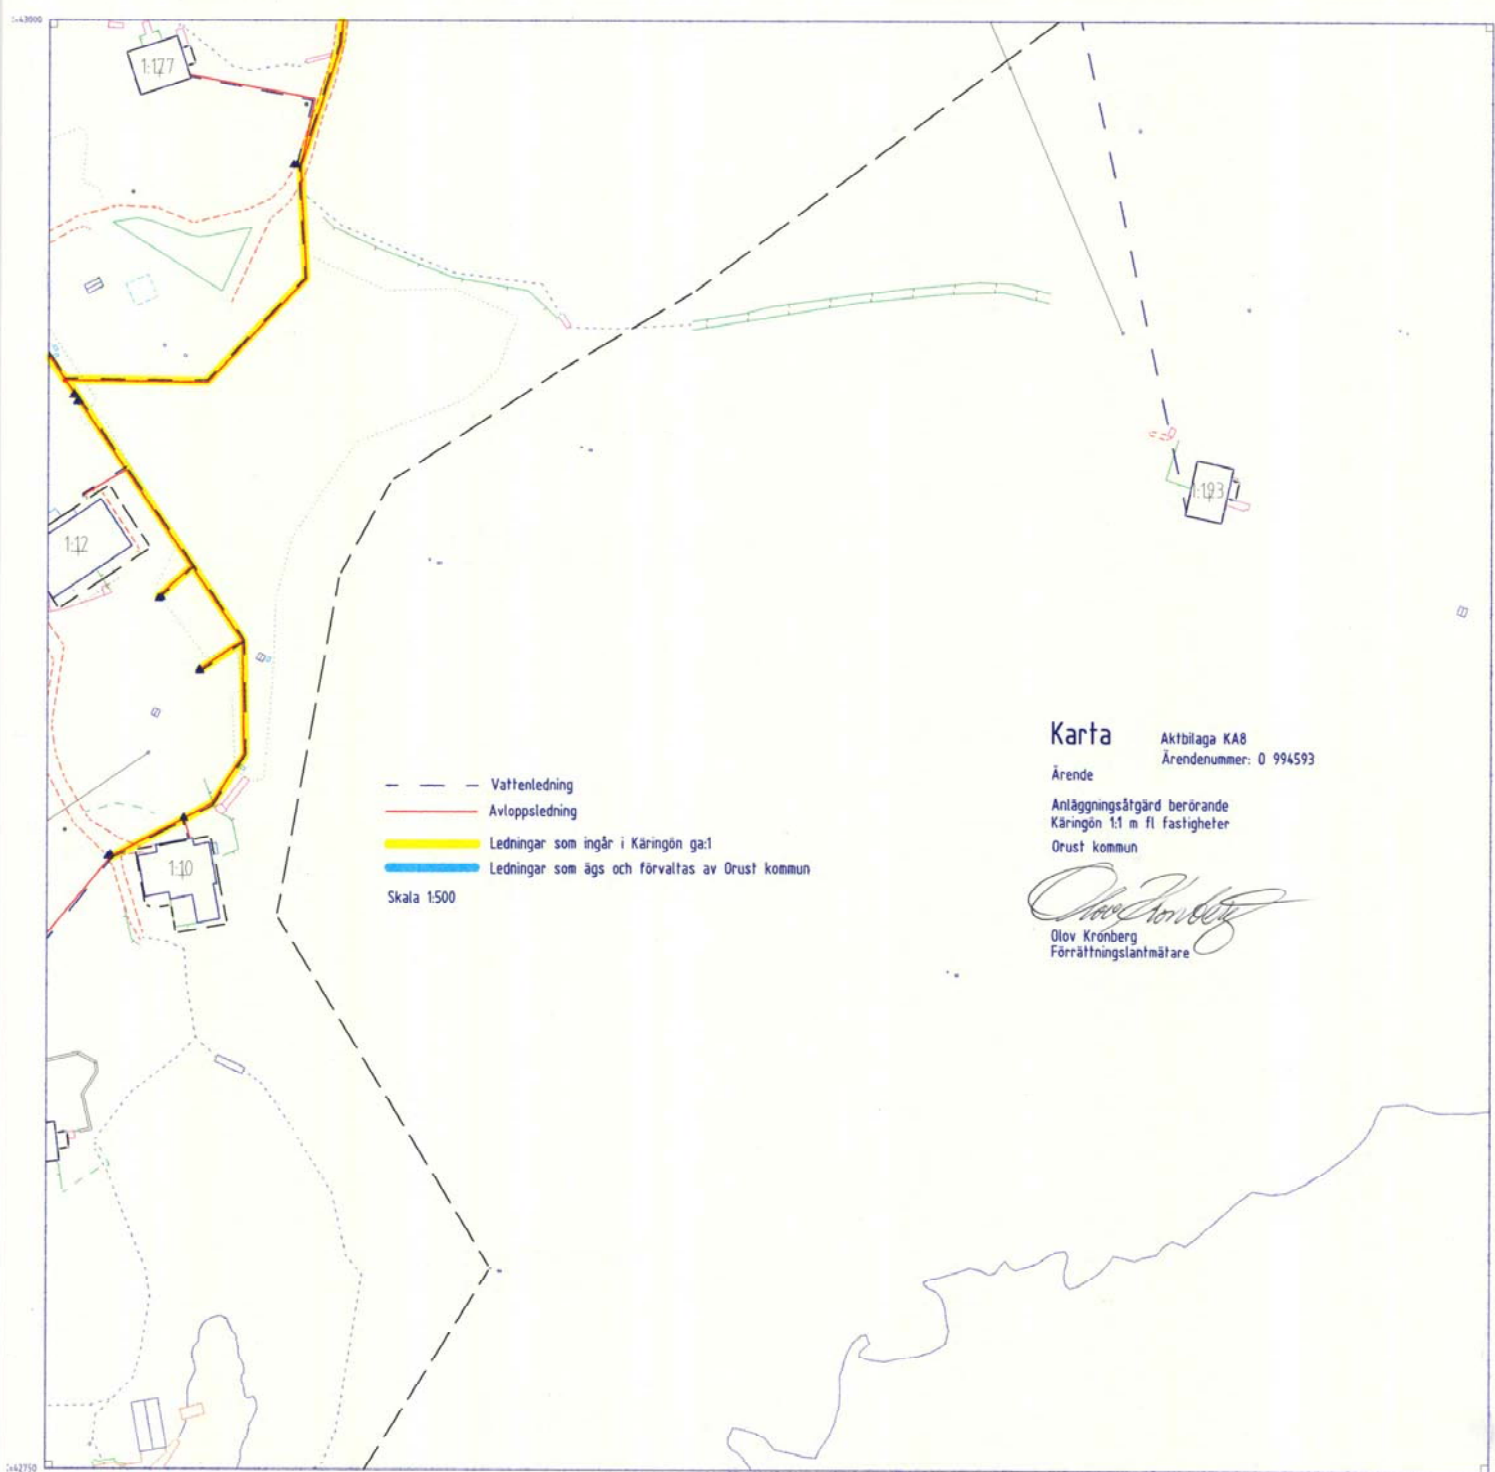 1:177
1:193
1:12
Karta
Aktbilaga KA8
Ärendenummer: O 994593
Ärende
Anläggningsåtgärd berörande
Käringön 1:1 m fl fastigheter
Orust kommun
Olov Kronberg
Olov Kronberg
Förrättningslantmätare
Vattenledning
Avloppsledning
Ledningar som ingår i Käringön ga:1
Ledningar som ägs och förvaltas av Orust kommun
Skala 1:500
1:10